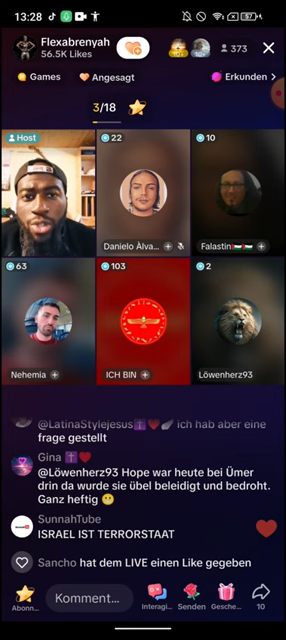 13:28
57
Flexabrenyah
56.5K Likes
373
Games
Angesagt
Erkunden >
3/18
Host
22
10
Danielo Àlva...
Falastin🇵🇸🇵🇸
63
103
2
Nehemia
ICH BIN
Löwenherz93
@LatinaStylejesus✝️❤️🪽 ich hab aber eine
frage gestellt
Gina ✝️❤️
@Löwenherz93 Hope war heute bei Ümer
drin da wurde sie übel beleidigt und bedroht.
Ganz heftig 😬
SunnahTube
ISRAEL IST TERRORSTAAT
Sancho hat dem LIVE einen Like gegeben
Kommentar...
Abonn...
Interagi...
Senden
Gesche...
10